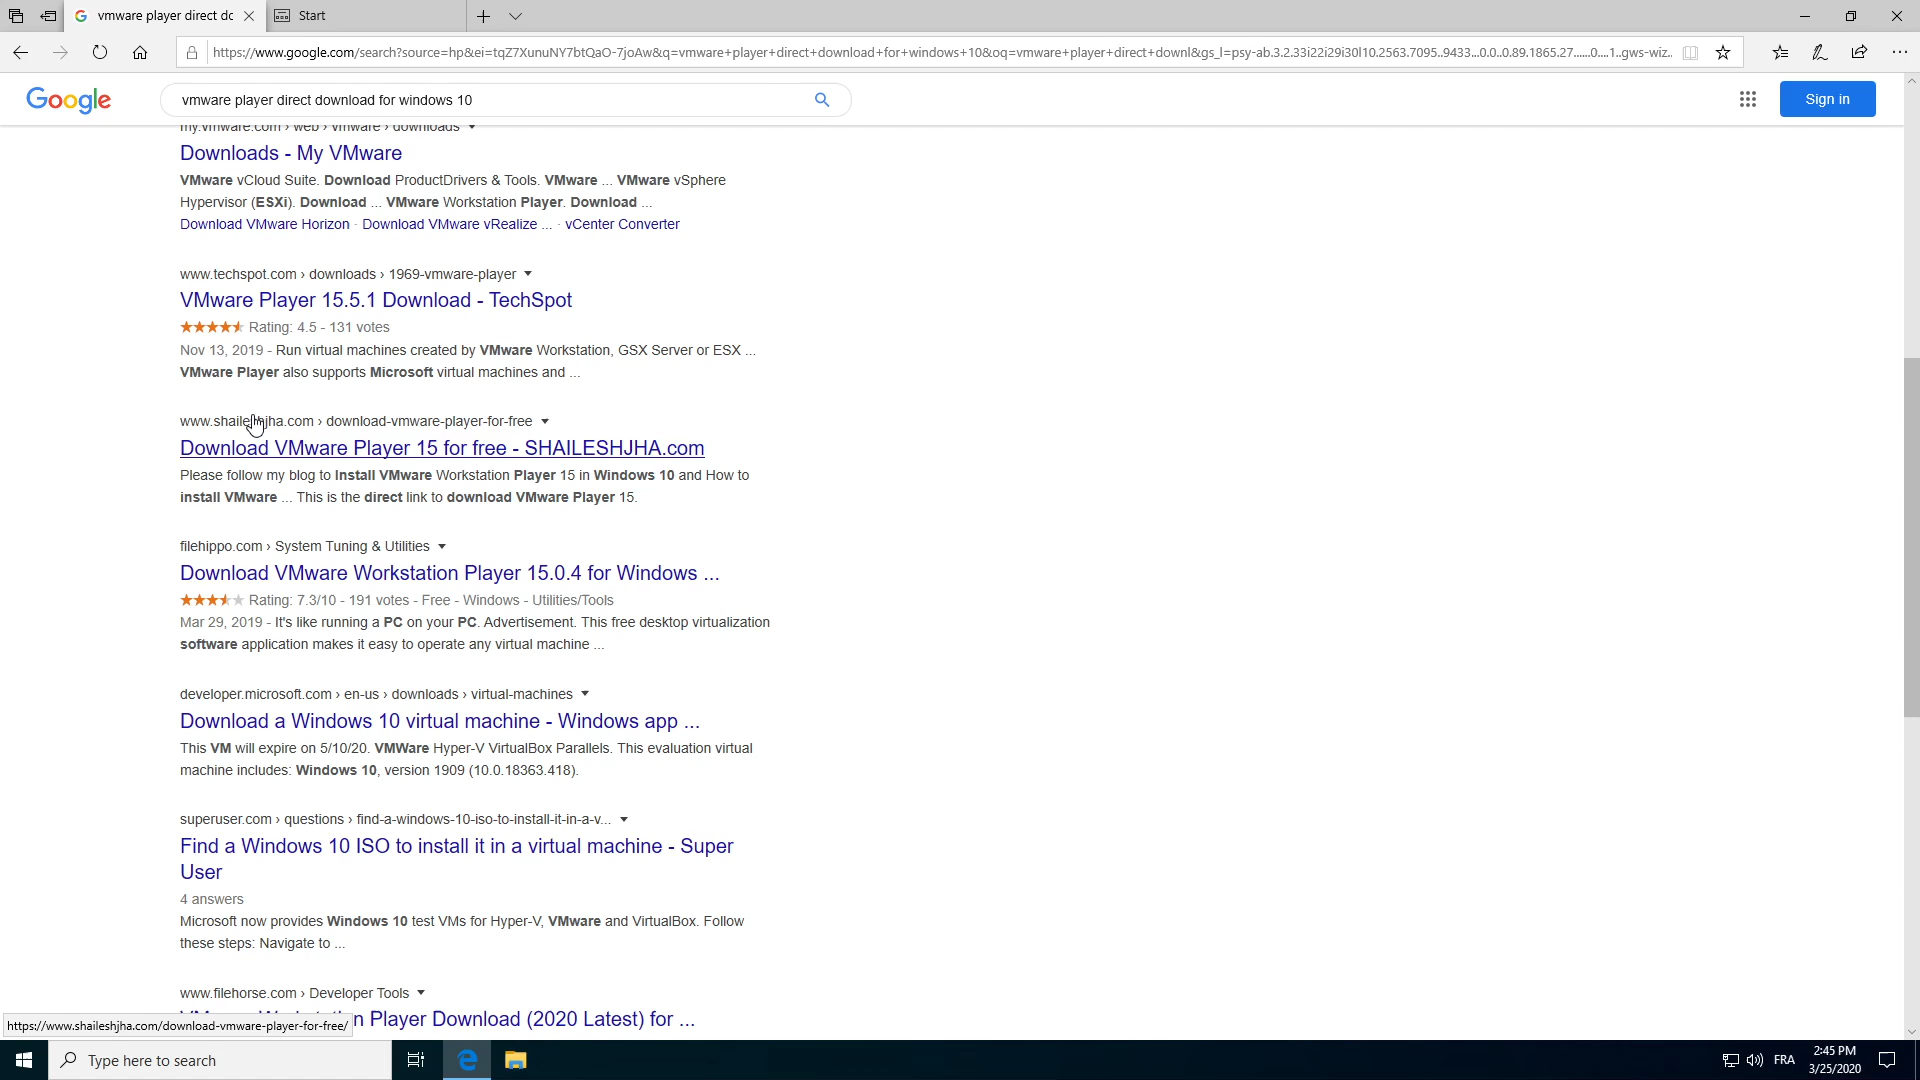 vmware player direct dc
Start
https://www.google.com/search?source=hp&ei=tqZ7XunuNY7btQaO-7joAw&q=vmware+player+direct+download+for+windows+10&oq=vmware+player+direct+downl&gs_l=psy-ab.3.2.33i22i29i30l10.2563.7095..9433...0.0..0.89.1865.27......0....1..gws-wiz..
Google
vmware player direct download for windows 10
Sign in
my.vmware.com › web › vmware › downloads
Downloads - My VMware
VMware vCloud Suite. Download ProductDrivers & Tools. VMware ... VMware vSphere
Hypervisor (ESXi). Download ... VMware Workstation Player. Download ...
Download VMware Horizon · Download VMware vRealize ... · vCenter Converter
www.techspot.com › downloads › 1969-vmware-player
VMware Player 15.5.1 Download - TechSpot
Rating: 4.5 - 131 votes
Nov 13, 2019 - Run virtual machines created by VMware Workstation, GSX Server or ESX ...
VMware Player also supports Microsoft virtual machines and ...
www.shaileshjha.com › download-vmware-player-for-free
Download VMware Player 15 for free - SHAILESHJHA.com
Please follow my blog to Install VMware Workstation Player 15 in Windows 10 and How to
install VMware ... This is the direct link to download VMware Player 15.
filehippo.com › System Tuning & Utilities
Download VMware Workstation Player 15.0.4 for Windows ...
Rating: 7.3/10 - 191 votes - Free - Windows - Utilities/Tools
Mar 29, 2019 - It's like running a PC on your PC. Advertisement. This free desktop virtualization
software application makes it easy to operate any virtual machine ...
developer.microsoft.com › en-us › downloads › virtual-machines
Download a Windows 10 virtual machine - Windows app ...
This VM will expire on 5/10/20. VMWare Hyper-V VirtualBox Parallels. This evaluation virtual
machine includes: Windows 10, version 1909 (10.0.18363.418).
superuser.com › questions › find-a-windows-10-iso-to-install-it-in-a-v...
Find a Windows 10 ISO to install it in a virtual machine - Super
User
4 answers
Microsoft now provides Windows 10 test VMs for Hyper-V, VMware and VirtualBox. Follow
these steps: Navigate to ...
www.filehorse.com › Developer Tools
n Player Download (2020 Latest) for ...
https://www.shaileshjha.com/download-vmware-player-for-free/
Type here to search
FRA
2:45 PM
3/25/2020